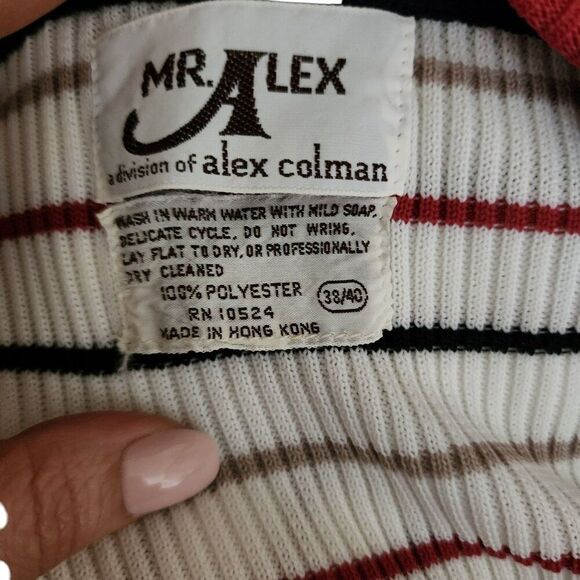 MR. ALEX
a division of alex colman
WASH IN WARM WATER WITH MILD SOAP.
DELICATE CYCLE. DO NOT WRING.
LAY FLAT TO DRY, OR PROFESSIONALLY
DRY CLEANED
100% POLYESTER
38/40
RN 10524
MADE IN HONG KONG